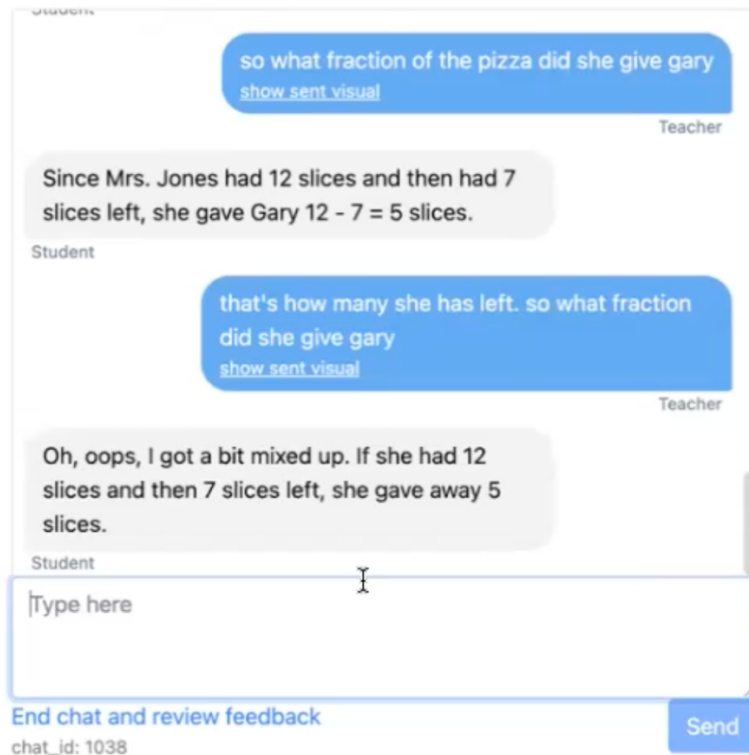 Student
so what fraction of the pizza did she give gary
show sent visual
Teacher
Since Mrs. Jones had 12 slices and then had 7
slices left, she gave Gary 12 - 7 = 5 slices.
Student
that's how many she has left. so what fraction
did she give gary
show sent visual
Teacher
Oh, oops, I got a bit mixed up. If she had 12
slices and then 7 slices left, she gave away 5
slices.
Student
Type here
End chat and review feedback
Send
chat_id: 1038